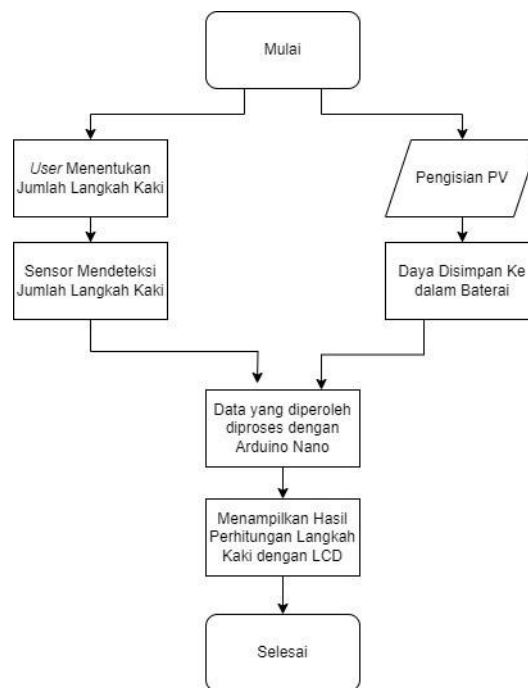 Mulai
User Menentukan
Jumlah Langkah Kaki
Pengisian PV
Sensor Mendeteksi
Jumlah Langkah Kaki
Daya Disimpan Ke
dalam Baterai
Data yang diperoleh
diproses dengan
Arduino Nano
Menampilkan Hasil
Perhitungan Langkah
Kaki dengan LCD
Selesai